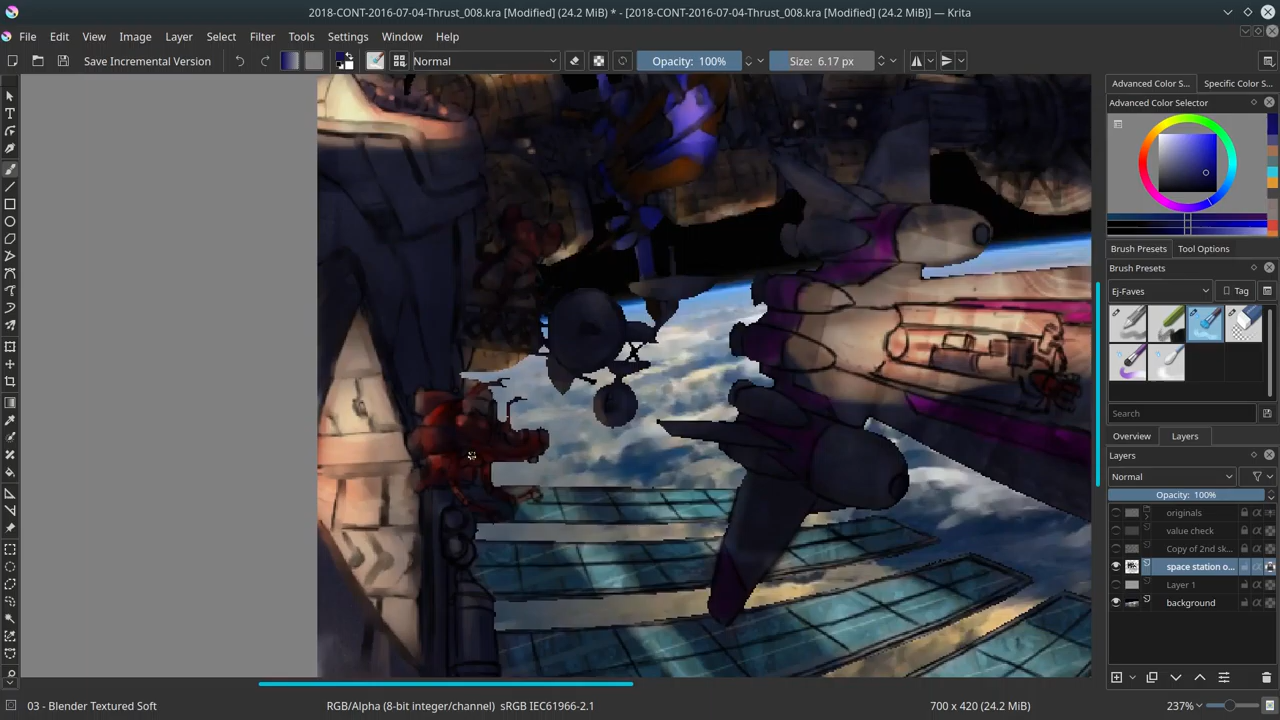 2018-CONT-2016-07-04-Thrust_008.kra [Modified] (24.2 MiB) * - [2018-CONT-2016-07-04-Thrust_008.kra [Modified] (24.2 MiB)] — Krita
File Edit View Image Layer Select Filter Tools Settings Window Help
Save Incremental Version Normal Opacity: 100% Size: 6.17 px
Advanced Color S... Specific Color S...
Advanced Color Selector
Brush Presets Tool Options
Brush Presets
Ej-Faves Tag
Search
Overview Layers
Layers
Normal
Opacity: 100%
originals
value check
Copy of 2nd sk...
space station o...
Layer 1
background
03 - Blender Textured Soft RGB/Alpha (8-bit integer/channel) sRGB IEC61966-2.1 700 x 420 (24.2 MiB) 237%